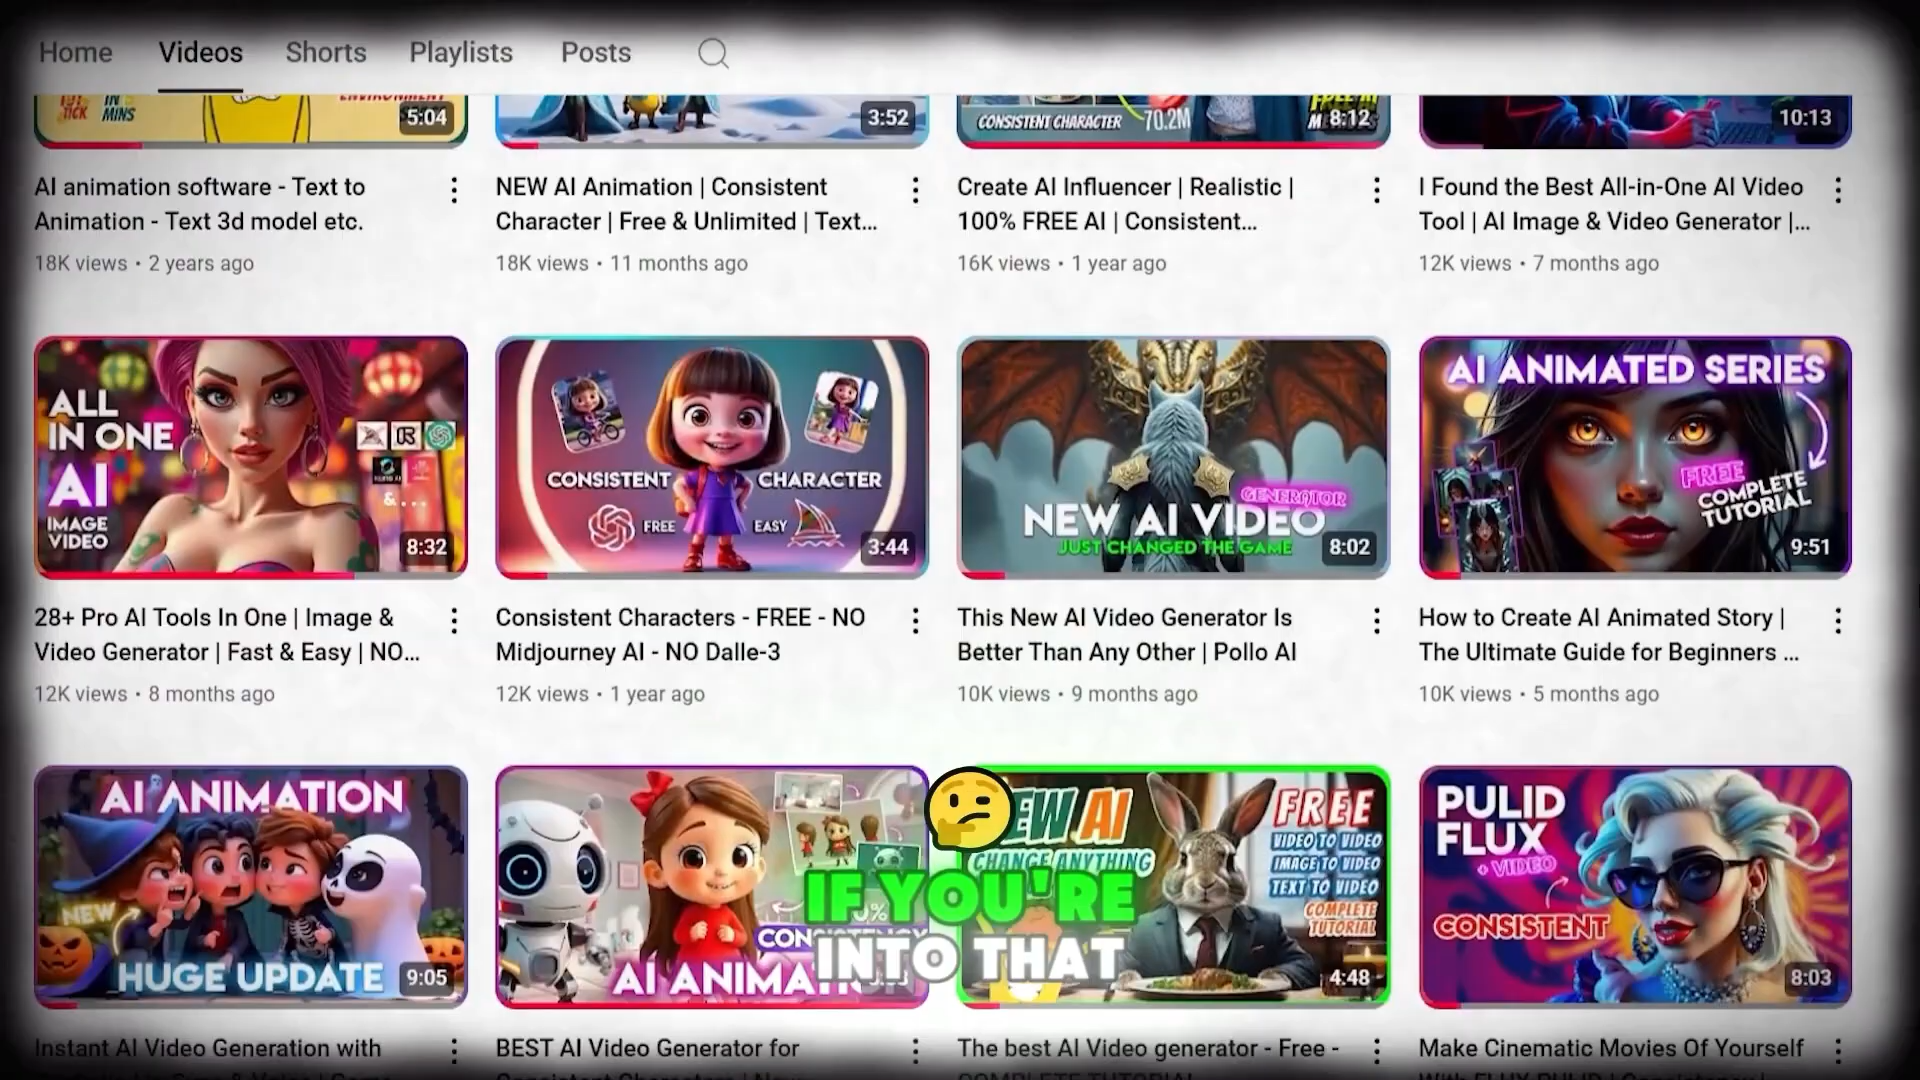 Home
Videos
Shorts
Playlists
Posts
IN 5
TICK MINS
5:04
3:52
CONSISTENT CHARACTER
70.2M
8:12
10:13
AI animation software - Text to
Animation - Text 3d model etc.
18K views • 2 years ago
NEW AI Animation | Consistent
Character | Free & Unlimited | Text...
18K views • 11 months ago
Create AI Influencer | Realistic |
100% FREE AI | Consistent...
16K views • 1 year ago
I Found the Best All-in-One AI Video
Tool | AI Image & Video Generator |...
12K views • 7 months ago
ALL
IN ONE
AI
IMAGE
VIDEO
& . . .
8:32
CONSISTENT CHARACTER
FREE EASY
3:44
GENERATOR
NEW AI VIDEO
JUST CHANGED THE GAME
8:02
AI ANIMATED SERIES
FREE
COMPLETE
TUTORIAL
9:51
28+ Pro AI Tools In One | Image &
Video Generator | Fast & Easy | NO...
12K views • 8 months ago
Consistent Characters - FREE - NO
Midjourney AI - NO Dalle-3
12K views • 1 year ago
This New AI Video Generator Is
Better Than Any Other | Pollo AI
10K views • 9 months ago
How to Create AI Animated Story |
The Ultimate Guide for Beginners ...
10K views • 5 months ago
AI ANIMATION
NEW
HUGE UPDATE
9:05
AI
NEW AI
CHANGE ANYTHING
FREE
VIDEO TO VIDEO
IMAGE TO VIDEO
TEXT TO VIDEO
COMPLETE
TUTORIAL
4:48
PULID
FLUX
+ VIDEO
CONSISTENT
8:03
IF YOU'RE
INTO THAT
Instant AI Video Generation with
BEST AI Video Generator for
The best AI Video generator - Free -
Make Cinematic Movies Of Yourself